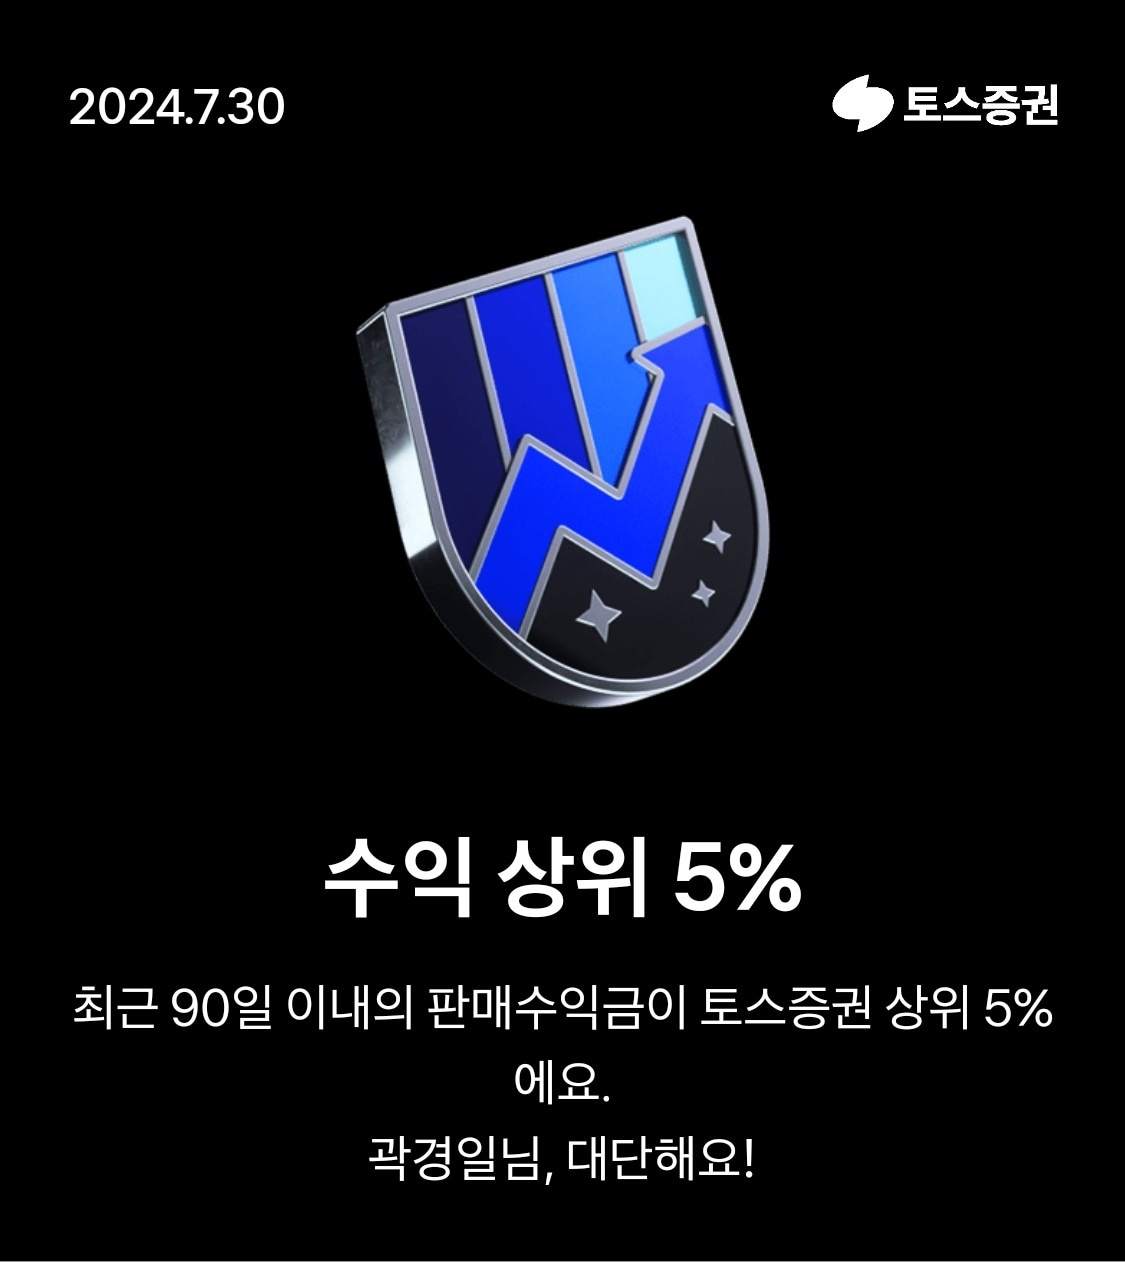 2024.7.30
토스증권
수익 상위 5%
최근 90일 이내의 판매수익금이 토스증권 상위 5%
에요.
곽경일님, 대단해요!